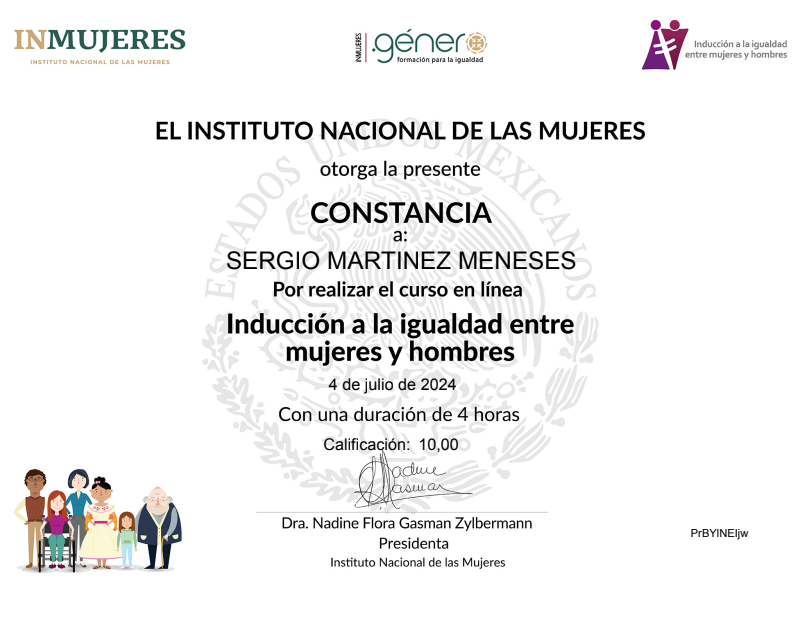 INMUJERES
INSTITUTO NACIONAL DE LAS MUJERES
INMUJERES
.género
formación para la igualdad
Inducción a la igualdad
entre mujeres y hombres
ESTADOS UNIDOS MEXICANOS
EL INSTITUTO NACIONAL DE LAS MUJERES
otorga la presente
CONSTANCIA
a:
SERGIO MARTINEZ MENESES
Por realizar el curso en línea
Inducción a la igualdad entre
mujeres y hombres
4 de julio de 2024
Con una duración de 4 horas
Calificación: 10,00
Nadine
Gasman
Dra. Nadine Flora Gasman Zylbermann
Presidenta
Instituto Nacional de las Mujeres